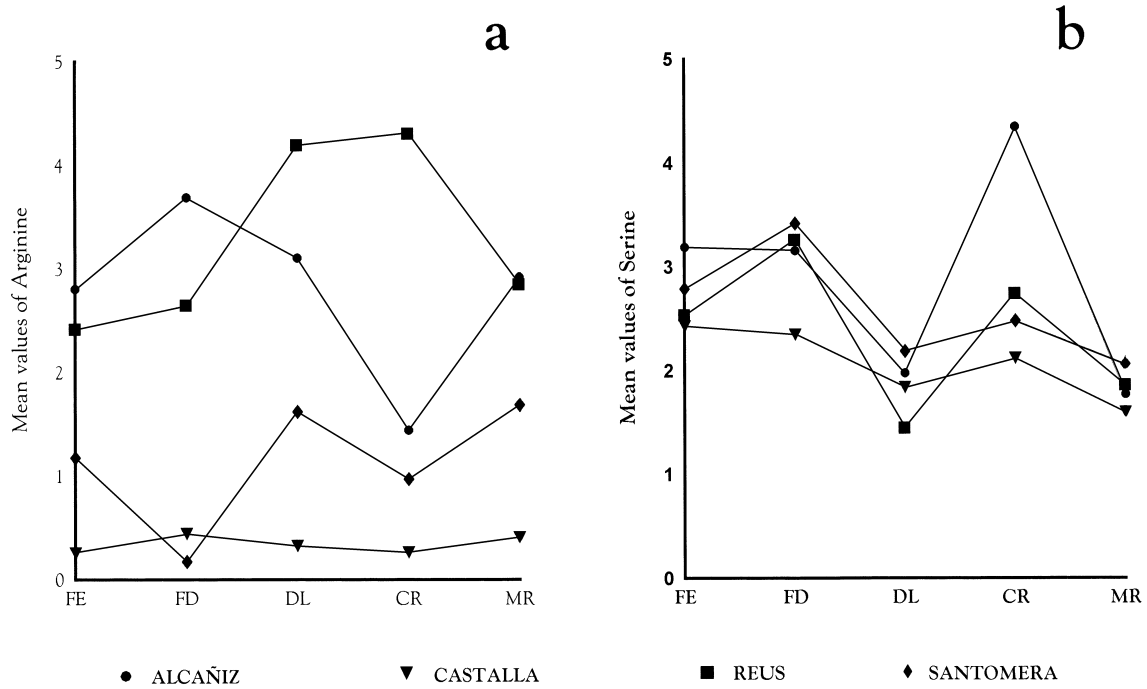 a
b
5
4
3
2
1
0
Mean values of Arginine
FE FD DL CR MR
5
4
3
2
1
0
Mean values of Serine
FE FD DL CR MR
ALCAÑIZ CASTALLA REUS SANTOMERA